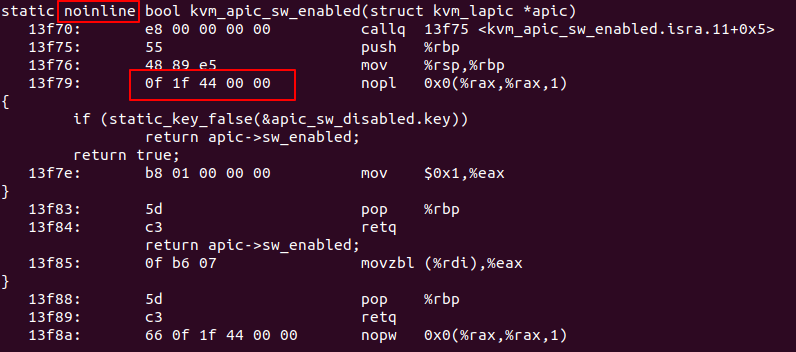 static noinline bool kvm_apic_sw_enabled(struct kvm_lapic *apic)
13f70: e8 00 00 00 00 callq 13f75 <kvm_apic_sw_enabled.isra.11+0x5>
13f75: 55 push %rbp
13f76: 48 89 e5 mov %rsp,%rbp
13f79: 0f 1f 44 00 00 nopl 0x0(%rax,%rax,1)
{
if (static_key_false(&apic_sw_disabled.key))
return apic->sw_enabled;
return true;
13f7e: b8 01 00 00 00 mov $0x1,%eax
}
13f83: 5d pop %rbp
13f84: c3 retq
return apic->sw_enabled;
13f85: 0f b6 07 movzbl (%rdi),%eax
}
13f88: 5d pop %rbp
13f89: c3 retq
13f8a: 66 0f 1f 44 00 00 nopw 0x0(%rax,%rax,1)